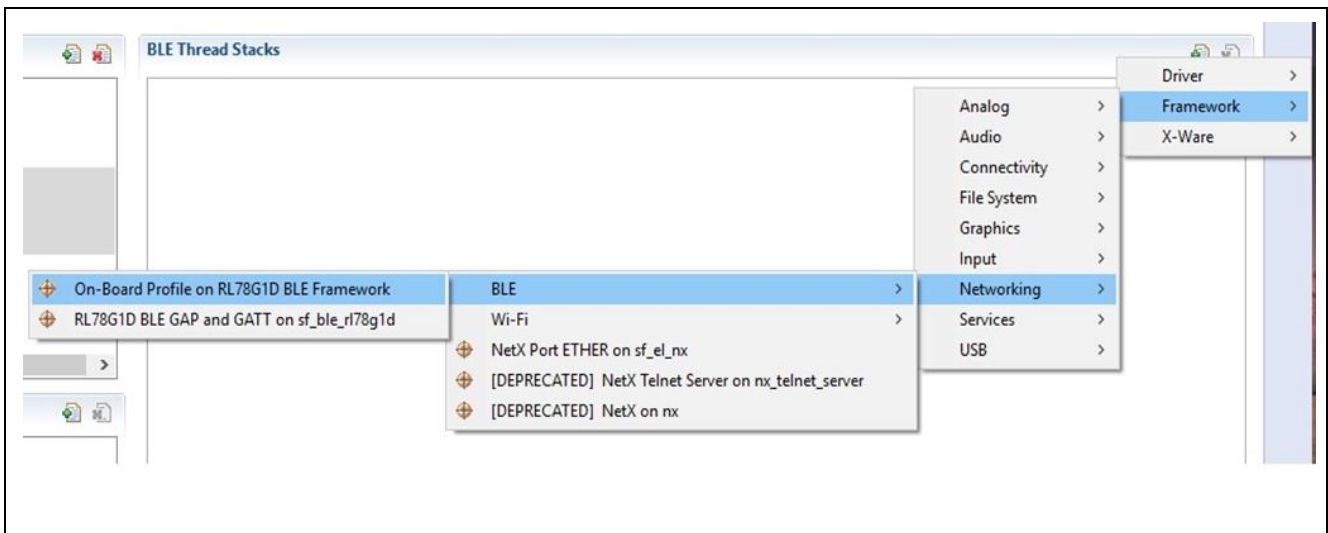 BLE Thread Stacks
Driver
Framework
X-Ware
Analog
Audio
Connectivity
File System
Graphics
Input
Networking
Services
USB
BLE
Wi-Fi
NetX Port ETHER on sf_el_nx
[DEPRECATED] NetX Telnet Server on nx_telnet_server
[DEPRECATED] NetX on nx
On-Board Profile on RL78G1D BLE Framework
RL78G1D BLE GAP and GATT on sf_ble_rl78g1d